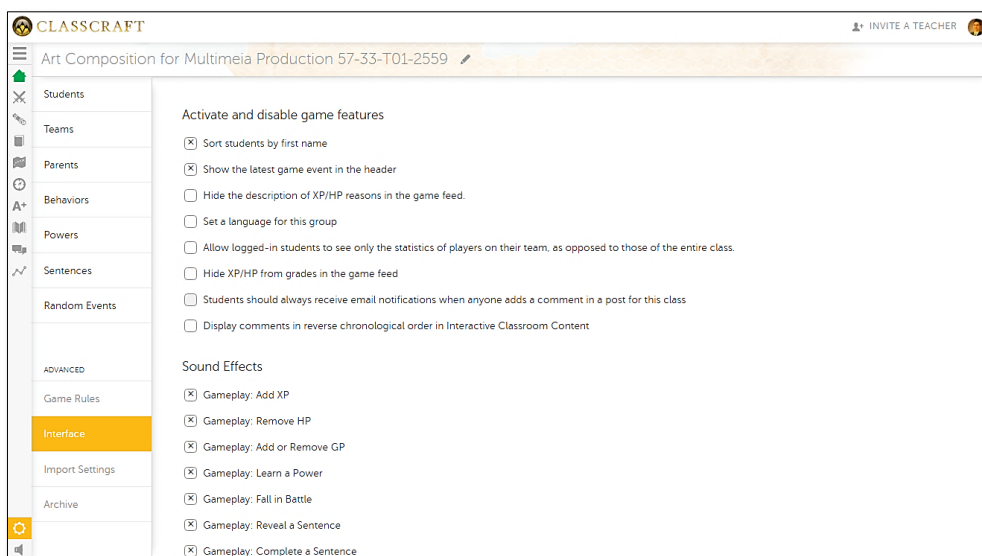 CLASSCRAFT
INVITE A TEACHER
Art Composition for Multimeia Production 57-33-T01-2559
Students
Teams
Parents
Behaviors
Powers
Sentences
Random Events
ADVANCED
Game Rules
Interface
Import Settings
Archive
A+
Activate and disable game features
Sort students by first name
Show the latest game event in the header
Hide the description of XP/HP reasons in the game feed.
Set a language for this group
Allow logged-in students to see only the statistics of players on their team, as opposed to those of the entire class.
Hide XP/HP from grades in the game feed
Students should always receive email notifications when anyone adds a comment in a post for this class
Display comments in reverse chronological order in Interactive Classroom Content
Sound Effects
Gameplay: Add XP
Gameplay: Remove HP
Gameplay: Add or Remove GP
Gameplay: Learn a Power
Gameplay: Fall in Battle
Gameplay: Reveal a Sentence
Gameplay: Complete a Sentence